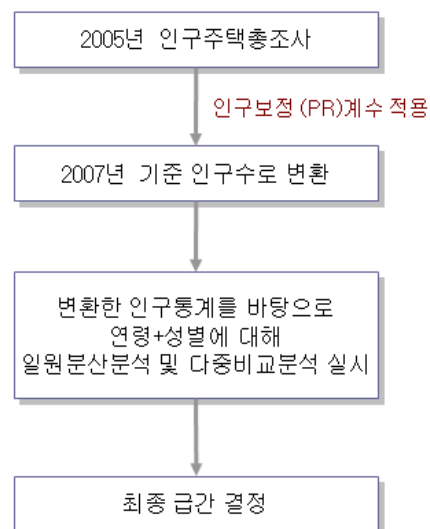 2005년 인구주택총조사
인구보정 (PR)계수 적용
2007년 기준 인구수로 변환
변환한 인구통계를 바탕으로
연령+성별에 대해
일원분산분석 및 다중비교분석 실시
최종 급간 결정